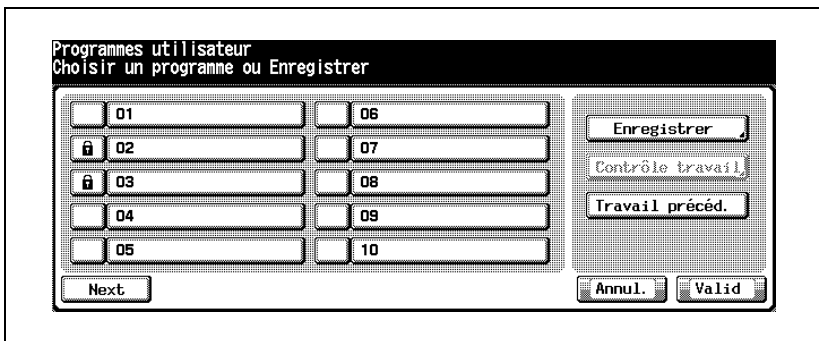 Programmes utilisateur
Choisir un programme ou Enregistrer
01 06
02 07
03 08
04 09
05 10
Enregistrer
Contrôle travail
Travail précéd.
Next
Annul. Valid